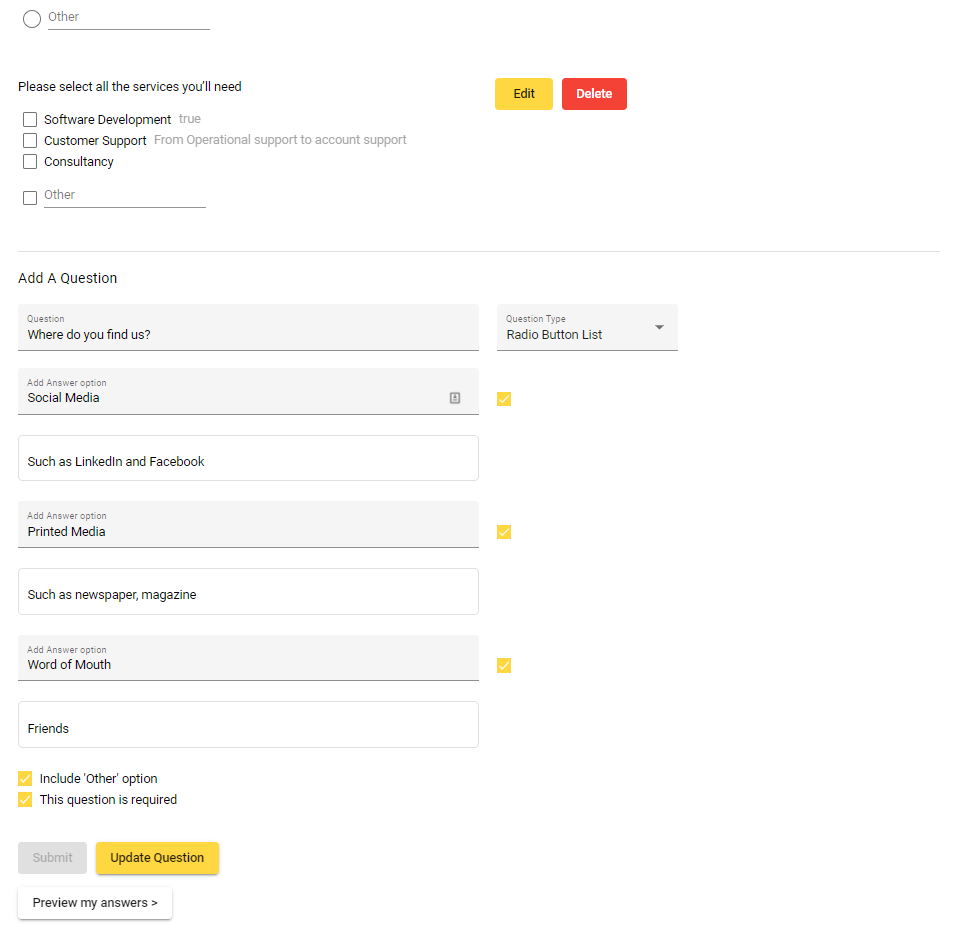 Other
Please select all the services you'll need
Edit
Delete
Software Development true
Customer Support From Operational support to account support
Consultancy
Other
Add A Question
Question
Where do you find us?
Question Type
Radio Button List
Add Answer option
Social Media
Such as LinkedIn and Facebook
Add Answer option
Printed Media
Such as newspaper, magazine
Add Answer option
Word of Mouth
Friends
Include 'Other' option
This question is required
Submit
Update Question
Preview my answers >